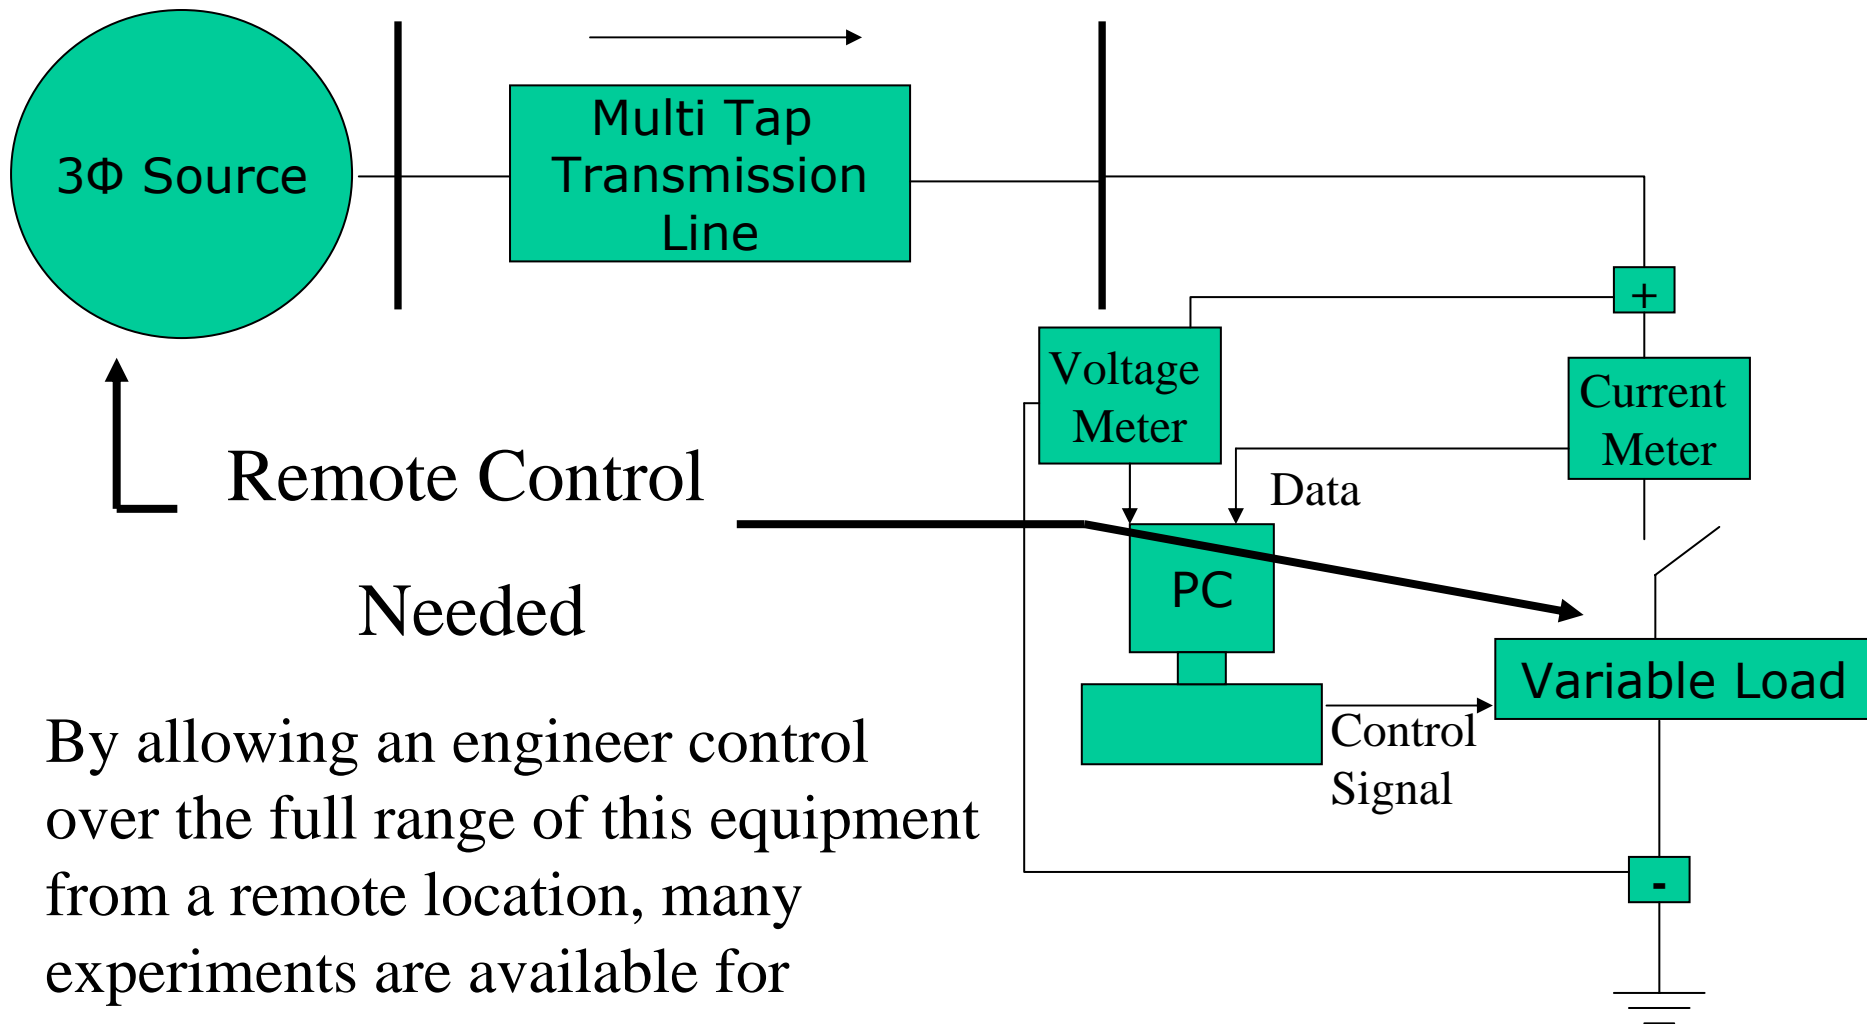 3Φ Source
Multi Tap
Transmission
Line
+
Voltage
Meter
Current
Meter
Remote Control
Needed
Data
PC
Variable Load
Control
Signal
-
By allowing an engineer control
over the full range of this equipment
from a remote location, many
experiments are available for